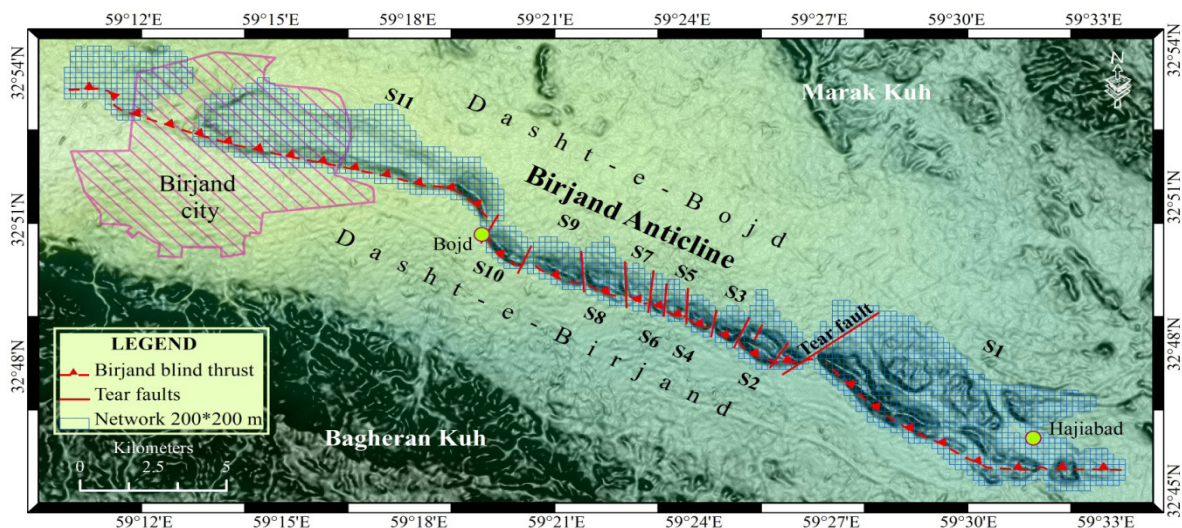 59°12'E 59°15'E 59°18'E 59°21'E 59°24'E 59°27'E 59°30'E 59°33'E
32°54'N
32°54'N
N
Marak Kuh
S11
Dasht-e-Bojd
Birjand Anticline
Birjand
city
32°51'N
32°51'N
Bojd
S10
S9
S7
S5
S3
Dasht-e-Birjand
S8
S6
S4
S2
Tear fault
S1
32°48'N
32°48'N
LEGEND
Birjand blind thrust
Tear faults
Network 200*200 m
Kilometers
0 2.5 5
Bagheran Kuh
Hajiabad
32°45'N
32°45'N
59°12'E 59°15'E 59°18'E 59°21'E 59°24'E 59°27'E 59°30'E 59°33'E